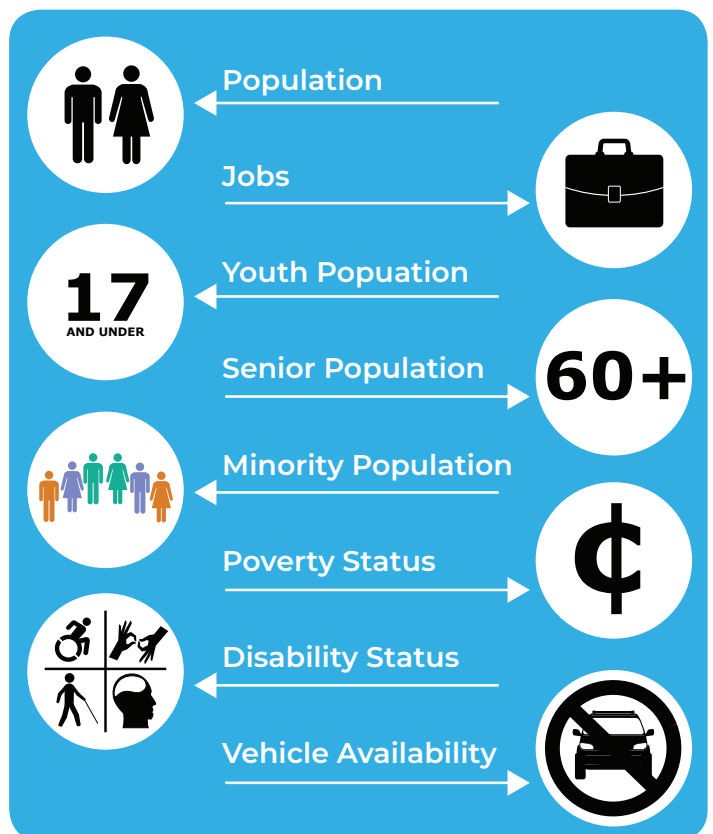 Population
Jobs
17
AND UNDER
Youth Popuation
Senior Population
60+
Minority Population
Poverty Status
¢
Disability Status
Vehicle Availability